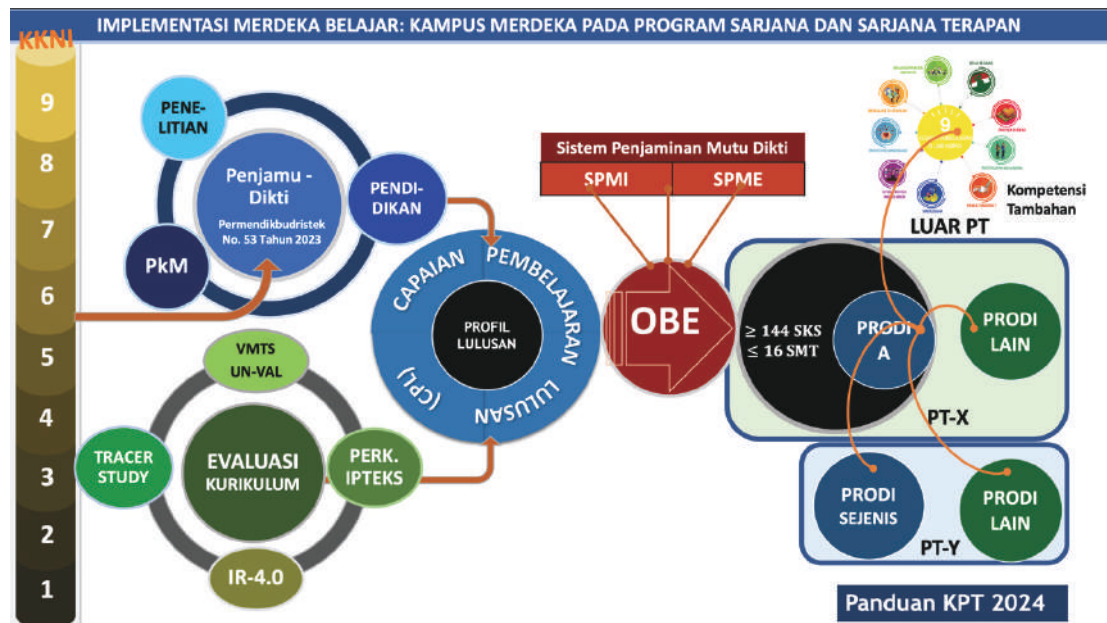 IMPLEMENTASI MERDEKA BELAJAR: KAMPUS MERDEKA PADA PROGRAM SARJANA DAN SARJANA TERAPAN
KKNI
9
8
7
6
5
4
3
2
1
PENE-
LITIAN
Penjamu -
Dikti
Permendikbudristek
No. 53 Tahun 2023
PENDI-
DIKAN
PkM
VMTS
UN-VAL
TRACER
STUDY
EVALUASI
KURIKULUM
PERK.
IPTEKS
IR-4.0
CAPAIAN PEMBELAJARAN
LULUSAN (CPL)
PROFIL
LULUSAN
Sistem Penjaminan Mutu Dikti
SPMI
SPME
OBE
9
Kompetensi
Tambahan
LUAR PT
≥ 144 SKS
≤ 16 SMT
PRODI
A
PRODI
LAIN
PT-X
PRODI
SEJENIS
PRODI
LAIN
PT-Y
Panduan KPT 2024